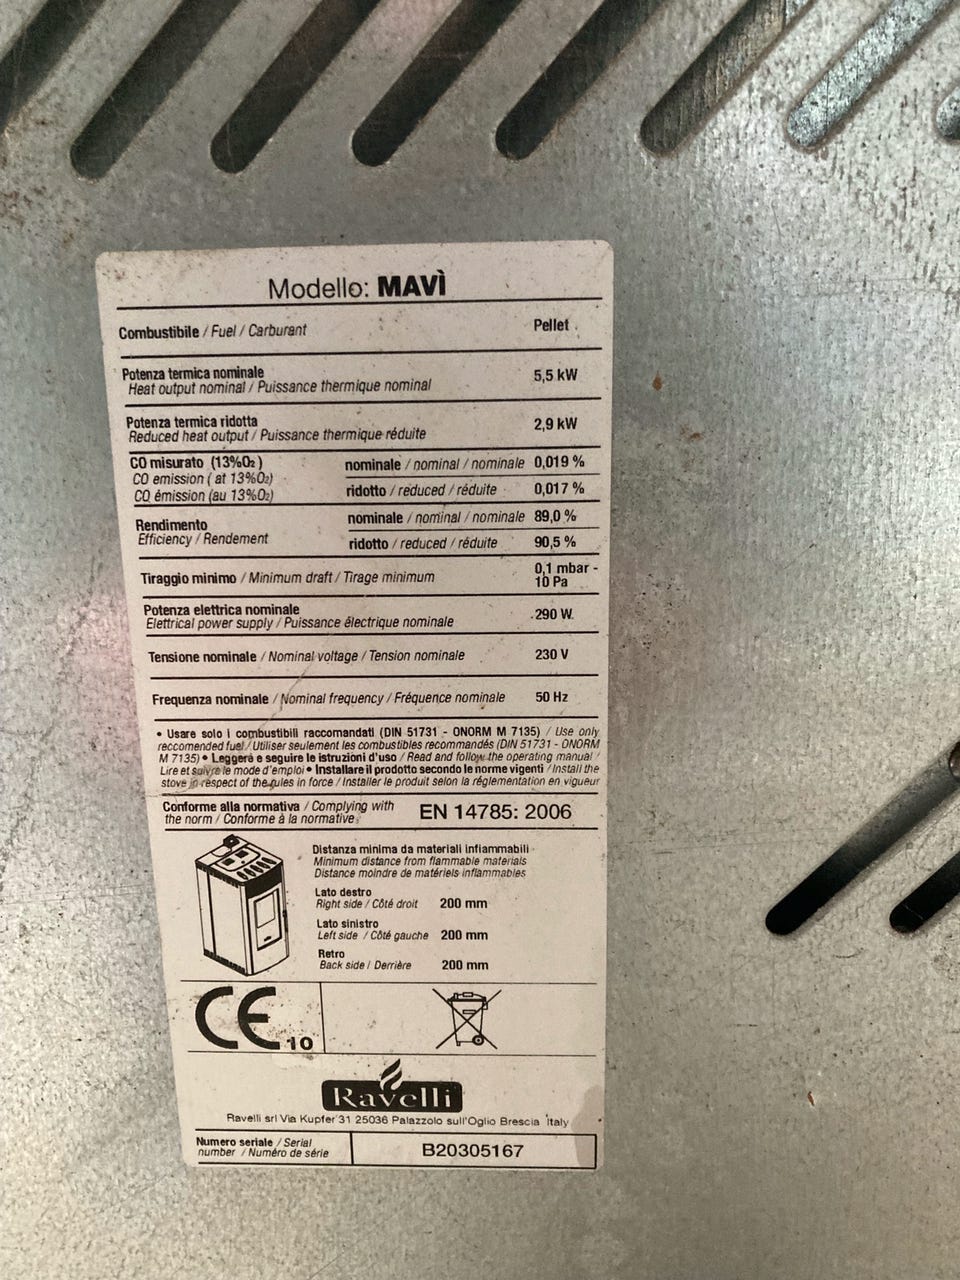 Modello: MAVÌ
Combustibile / Fuel / Carburant Pellet
Potenza termica nominale
Heat output nominal / Puissance thermique nominal 5,5 kW
Potenza termica ridotta
Reduced heat output / Puissance thermique réduite 2,9 kW
CO misurato (13%O₂) nominale / nominal / nominale 0,019 %
CO emission ( at 13%O₂)
CO émission (au 13%O₂) ridotto / reduced / réduite 0,017 %
Rendimento nominale / nominal / nominale 89,0 %
Efficiency / Rendement ridotto / reduced / réduite 90,5 %
Tiraggio minimo / Minimum draft / Tirage minimum 0,1 mbar -
10 Pa
Potenza elettrica nominale
Elettrical power supply / Puissance électrique nominale 290 W
Tensione nominale / Nominal voltage / Tension nominale 230 V
Frequenza nominale / Nominal frequency / Fréquence nominale 50 Hz
• Usare solo i combustibili raccomandati (DIN 51731 - ONORM M 7135) / Use only
reccomended fuel / Utiliser seulement les combustibles recommandés (DIN 51731 - ONORM
M 7135) • Leggere e seguire le istruzioni d'uso / Read and follow the operating manual /
Lire et suivre le mode d'emploi • Installare il prodotto secondo le norme vigenti / Install the
stove in respect of the rules in force / Installer le produit selon la réglementation en vigueur
Conforme alla normativa / Complying with
the norm / Conforme à la normative EN 14785: 2006
Distanza minima da materiali infiammabili
Minimum distance from flammable materials
Distance moindre de matériels inflammables
Lato destro
Right side / Côté droit 200 mm
Lato sinistro
Left side / Côté gauche 200 mm
Retro
Back side / Derrière 200 mm
CE 10
Ravelli
Ravelli srl Via Kupfer 31 25036 Palazzolo sull'Oglio Brescia Italy
Numero seriale / Serial
number / Numéro de série B20305167